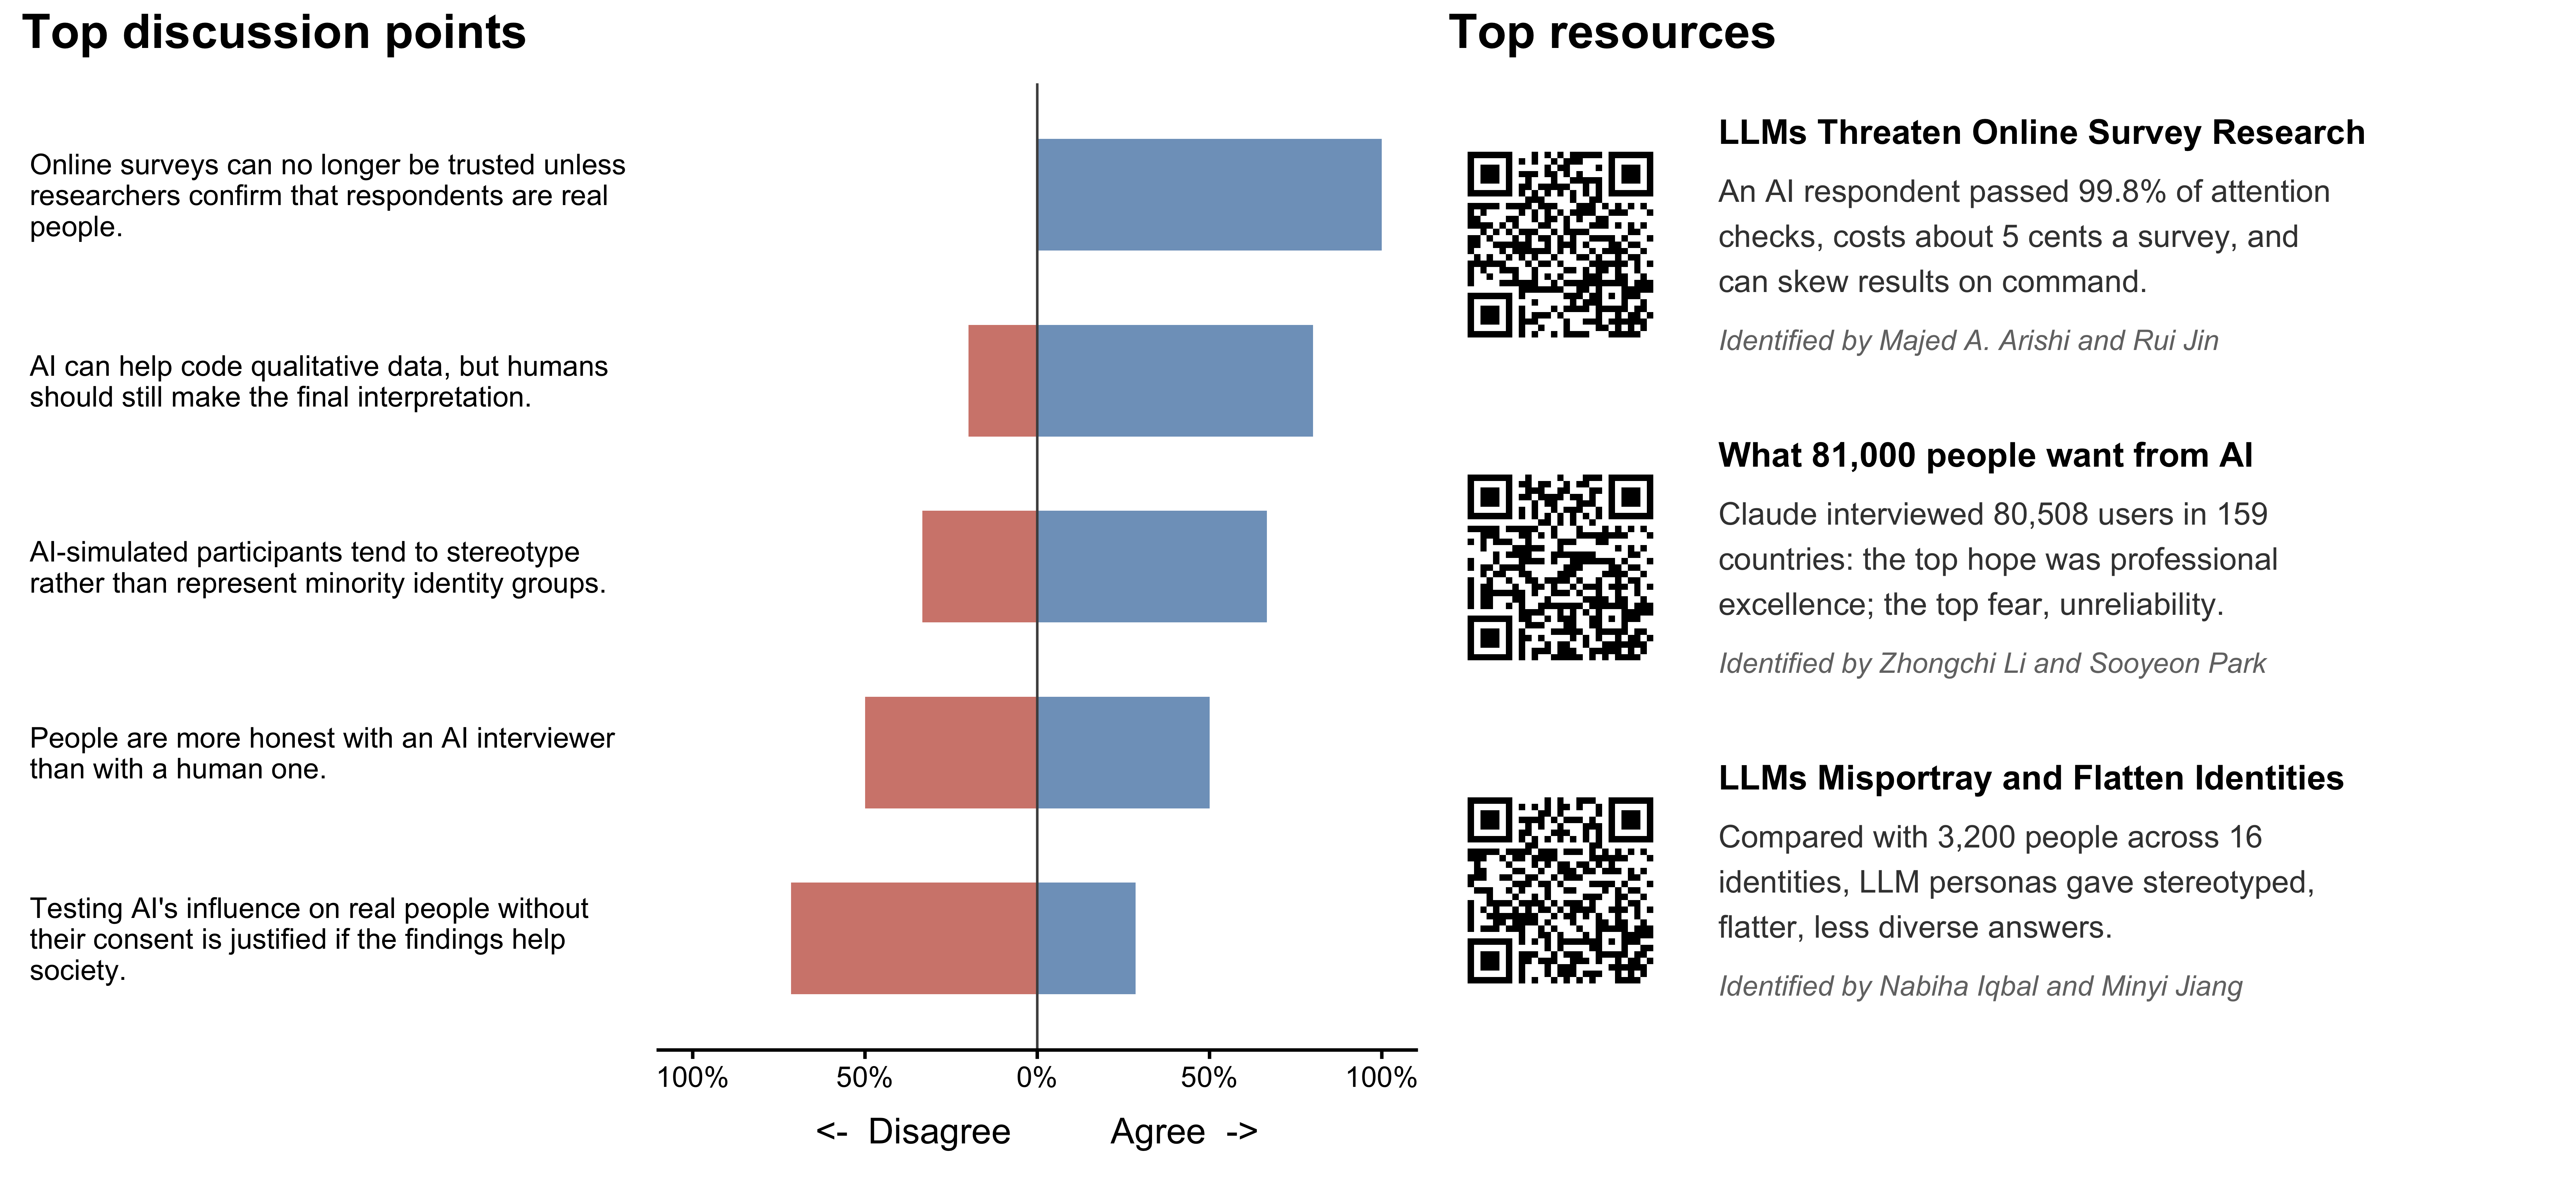 Top discussion points
Online surveys can no longer be trusted unless
researchers confirm that respondents are real
people.
AI can help code qualitative data, but humans
should still make the final interpretation.
AI-simulated participants tend to stereotype
rather than represent minority identity groups.
People are more honest with an AI interviewer
than with a human one.
Testing AI's influence on real people without
their consent is justified if the findings help
society.
100% 50% 0% 50% 100%
<- Disagree Agree ->
Top resources
LLMs Threaten Online Survey Research
An AI respondent passed 99.8% of attention
checks, costs about 5 cents a survey, and
can skew results on command.
Identified by Majed A. Arishi and Rui Jin
What 81,000 people want from AI
Claude interviewed 80,508 users in 159
countries: the top hope was professional
excellence; the top fear, unreliability.
Identified by Zhongchi Li and Sooyeon Park
LLMs Misportray and Flatten Identities
Compared with 3,200 people across 16
identities, LLM personas gave stereotyped,
flatter, less diverse answers.
Identified by Nabiha Iqbal and Minyi Jiang